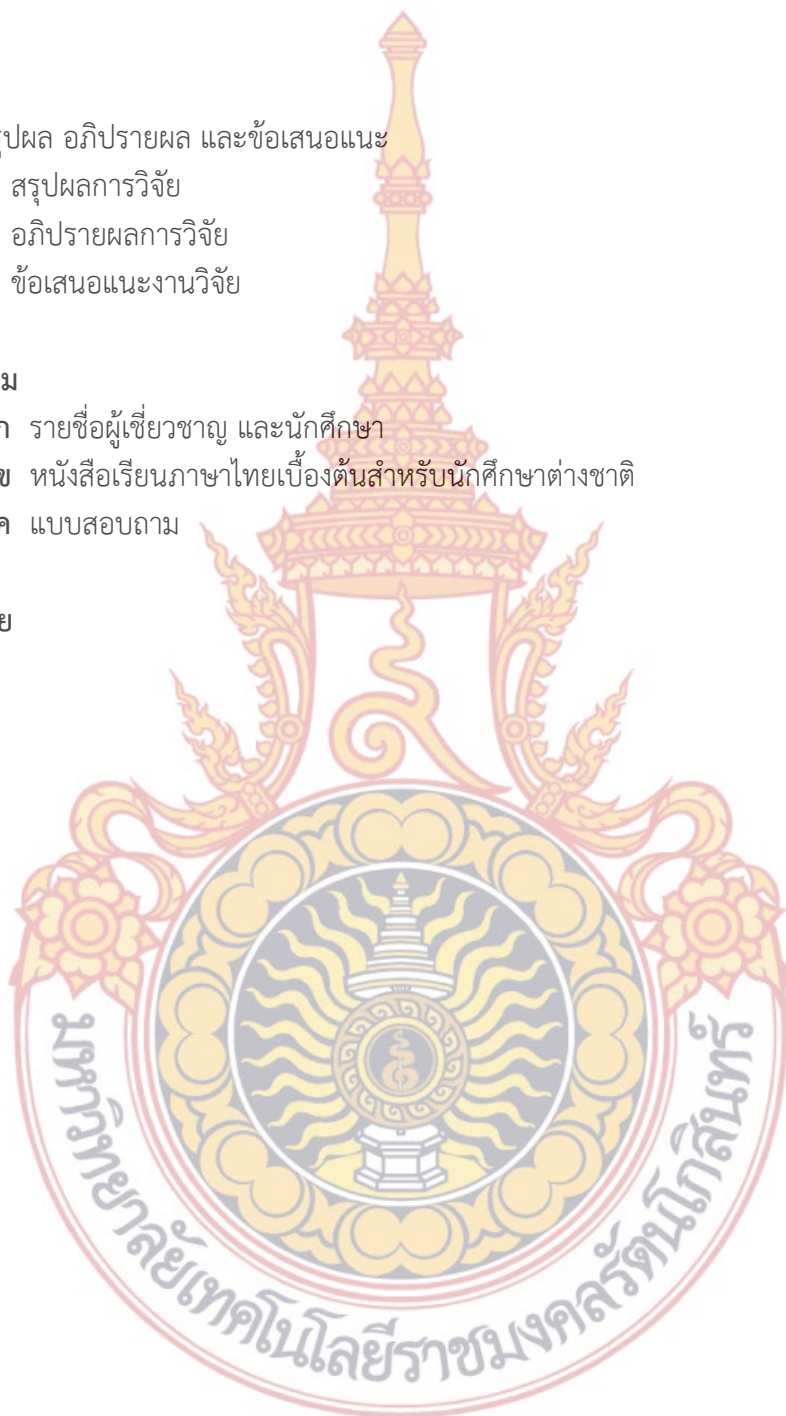 ุปผล อภิปรายผล และข้อเสนอแนะ
สรุปผลการวิจัย
อภิปรายผลการวิจัย
ข้อเสนอแนะงานวิจัย
ม
ก รายชื่อผู้เชี่ยวชาญ และนักศึกษา
ข หนังสือเรียนภาษาไทยเบื้องต้นสำหรับนักศึกษาต่างชาติ
ค แบบสอบถาม
ย
มหาวิทยาลัยเทคโนโลยีราชมงคลรัตนโกสินทร์